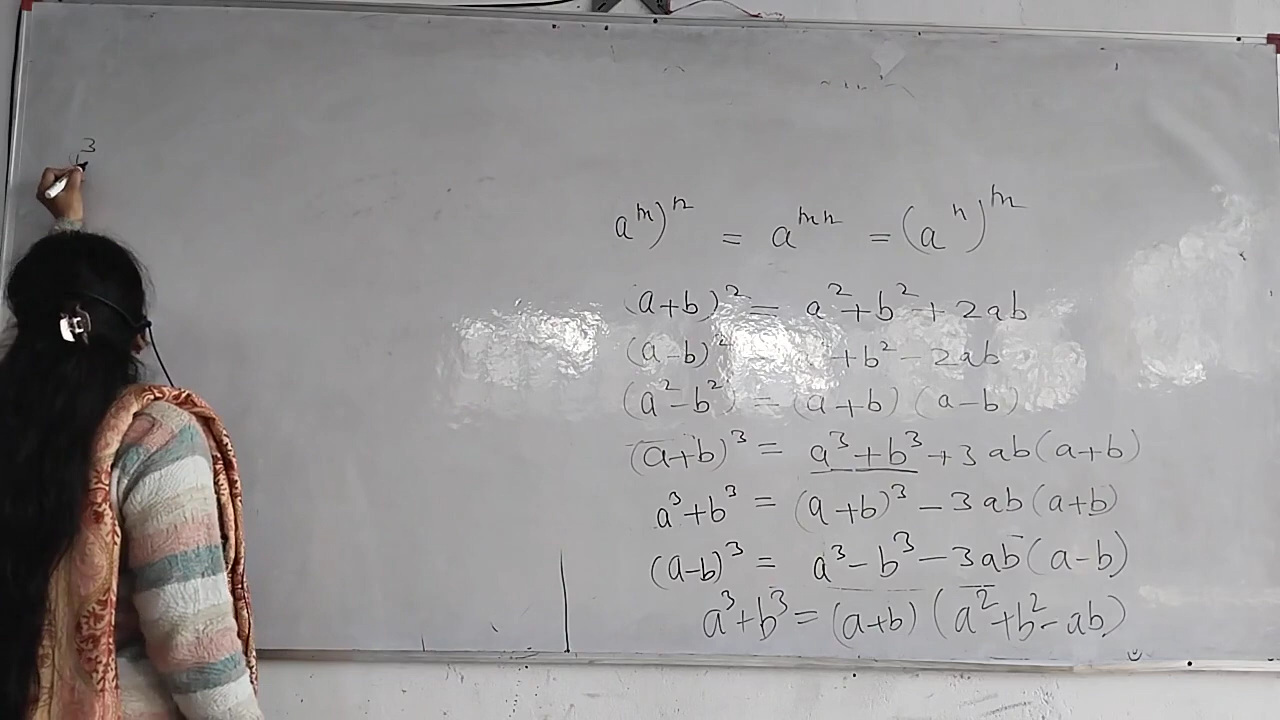 3
a^m)^n = a^mn = (a^n)^m
(a+b)^2 = a^2+b^2+2ab
(a-b)^2 = +b^2-2ab
(a^2-b^2) = (a+b) (a-b)
(a+b)^3 = a^3+b^3+3ab(a+b)
a^3+b^3 = (a+b)^3-3ab(a+b)
(a-b)^3 = a^3-b^3-3ab(a-b)
a^3+b^3=(a+b)(a^2+b^2-ab)